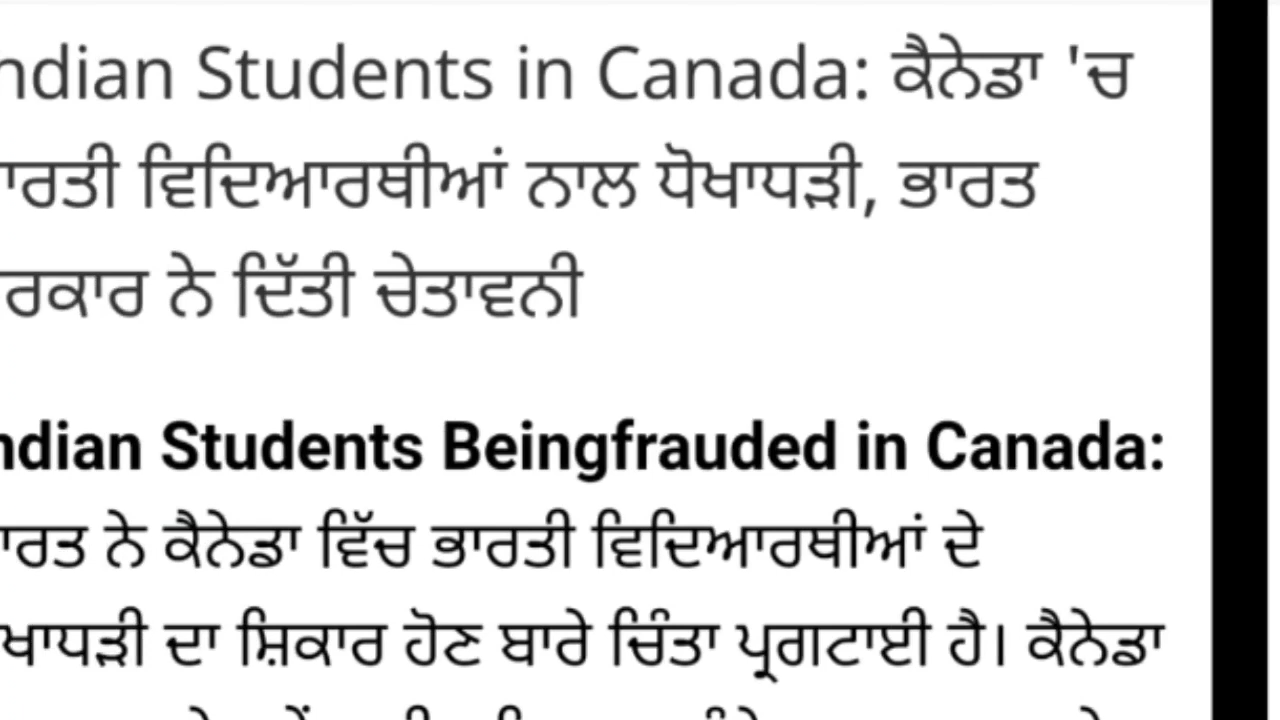 ndian Students in Canada: ਕੈਨੇਡਾ 'ਚ
ਾਰਤੀ ਵਿਦਿਆਰਥੀਆਂ ਨਾਲ ਧੋਖਾਧੜੀ, ਭਾਰਤ
ਰਕਾਰ ਨੇ ਦਿੱਤੀ ਚੇਤਾਵਨੀ
ndian Students Beingfrauded in Canada:
ਾਰਤ ਨੇ ਕੈਨੇਡਾ ਵਿੱਚ ਭਾਰਤੀ ਵਿਦਿਆਰਥੀਆਂ ਦੇ
ਖਾਧੜੀ ਦਾ ਸ਼ਿਕਾਰ ਹੋਣ ਬਾਰੇ ਚਿੰਤਾ ਪ੍ਰਗਟਾਈ ਹੈ। ਕੈਨੇਡਾ